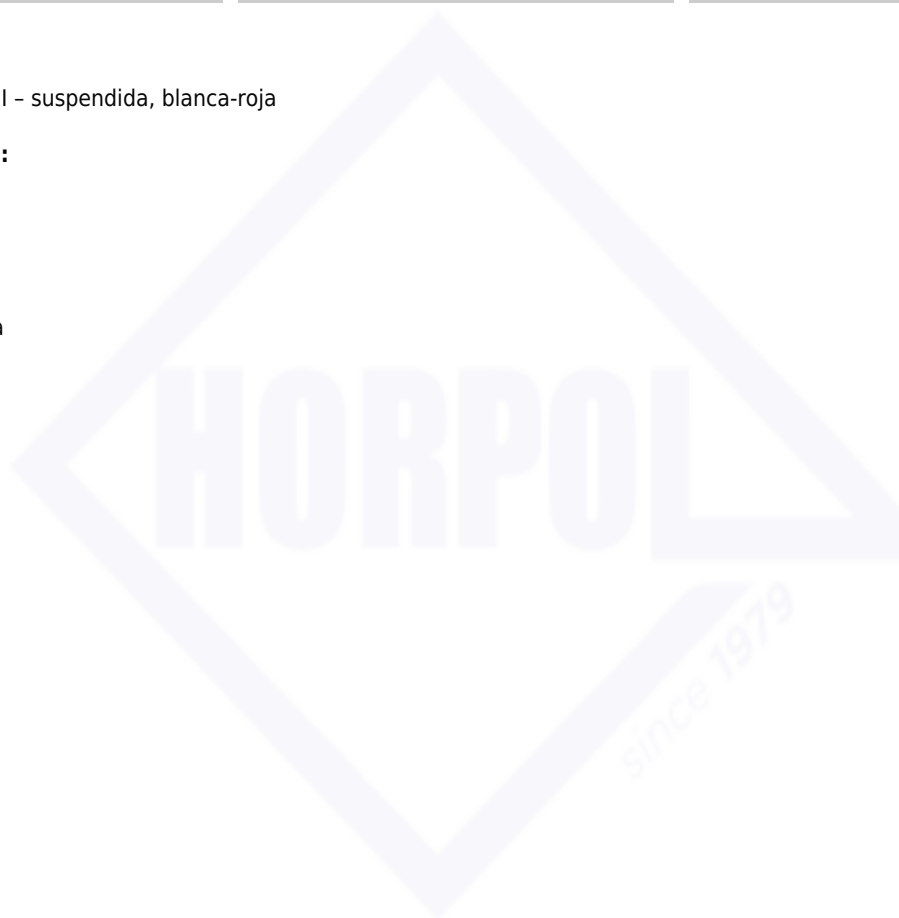 I – suspendida, blanca-roja
:
a
HORPOL
since 1979